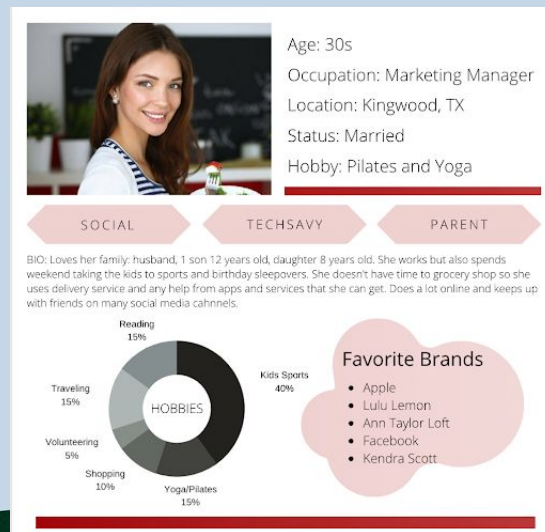 Age: 30s
Occupation: Marketing Manager
Location: Kingwood, TX
Status: Married
Hobby: Pilates and Yoga
SOCIAL
TECHSAVY
PARENT
BIO: Loves her family: husband, 1 son 12 years old, daughter 8 years old. She works but also spends
weekend taking the kids to sports and birthday sleepovers. She doesn't have time to grocery shop so she
uses delivery service and any help from apps and services that she can get. Does a lot online and keeps up
with friends on many social media cahnnels.
Reading
15%
Traveling
15%
Volunteering
5%
Shopping
10%
Yoga/Pilates
15%
Kids Sports
40%
HOBBIES
Favorite Brands
• Apple
• Lulu Lemon
• Ann Taylor Loft
• Facebook
• Kendra Scott